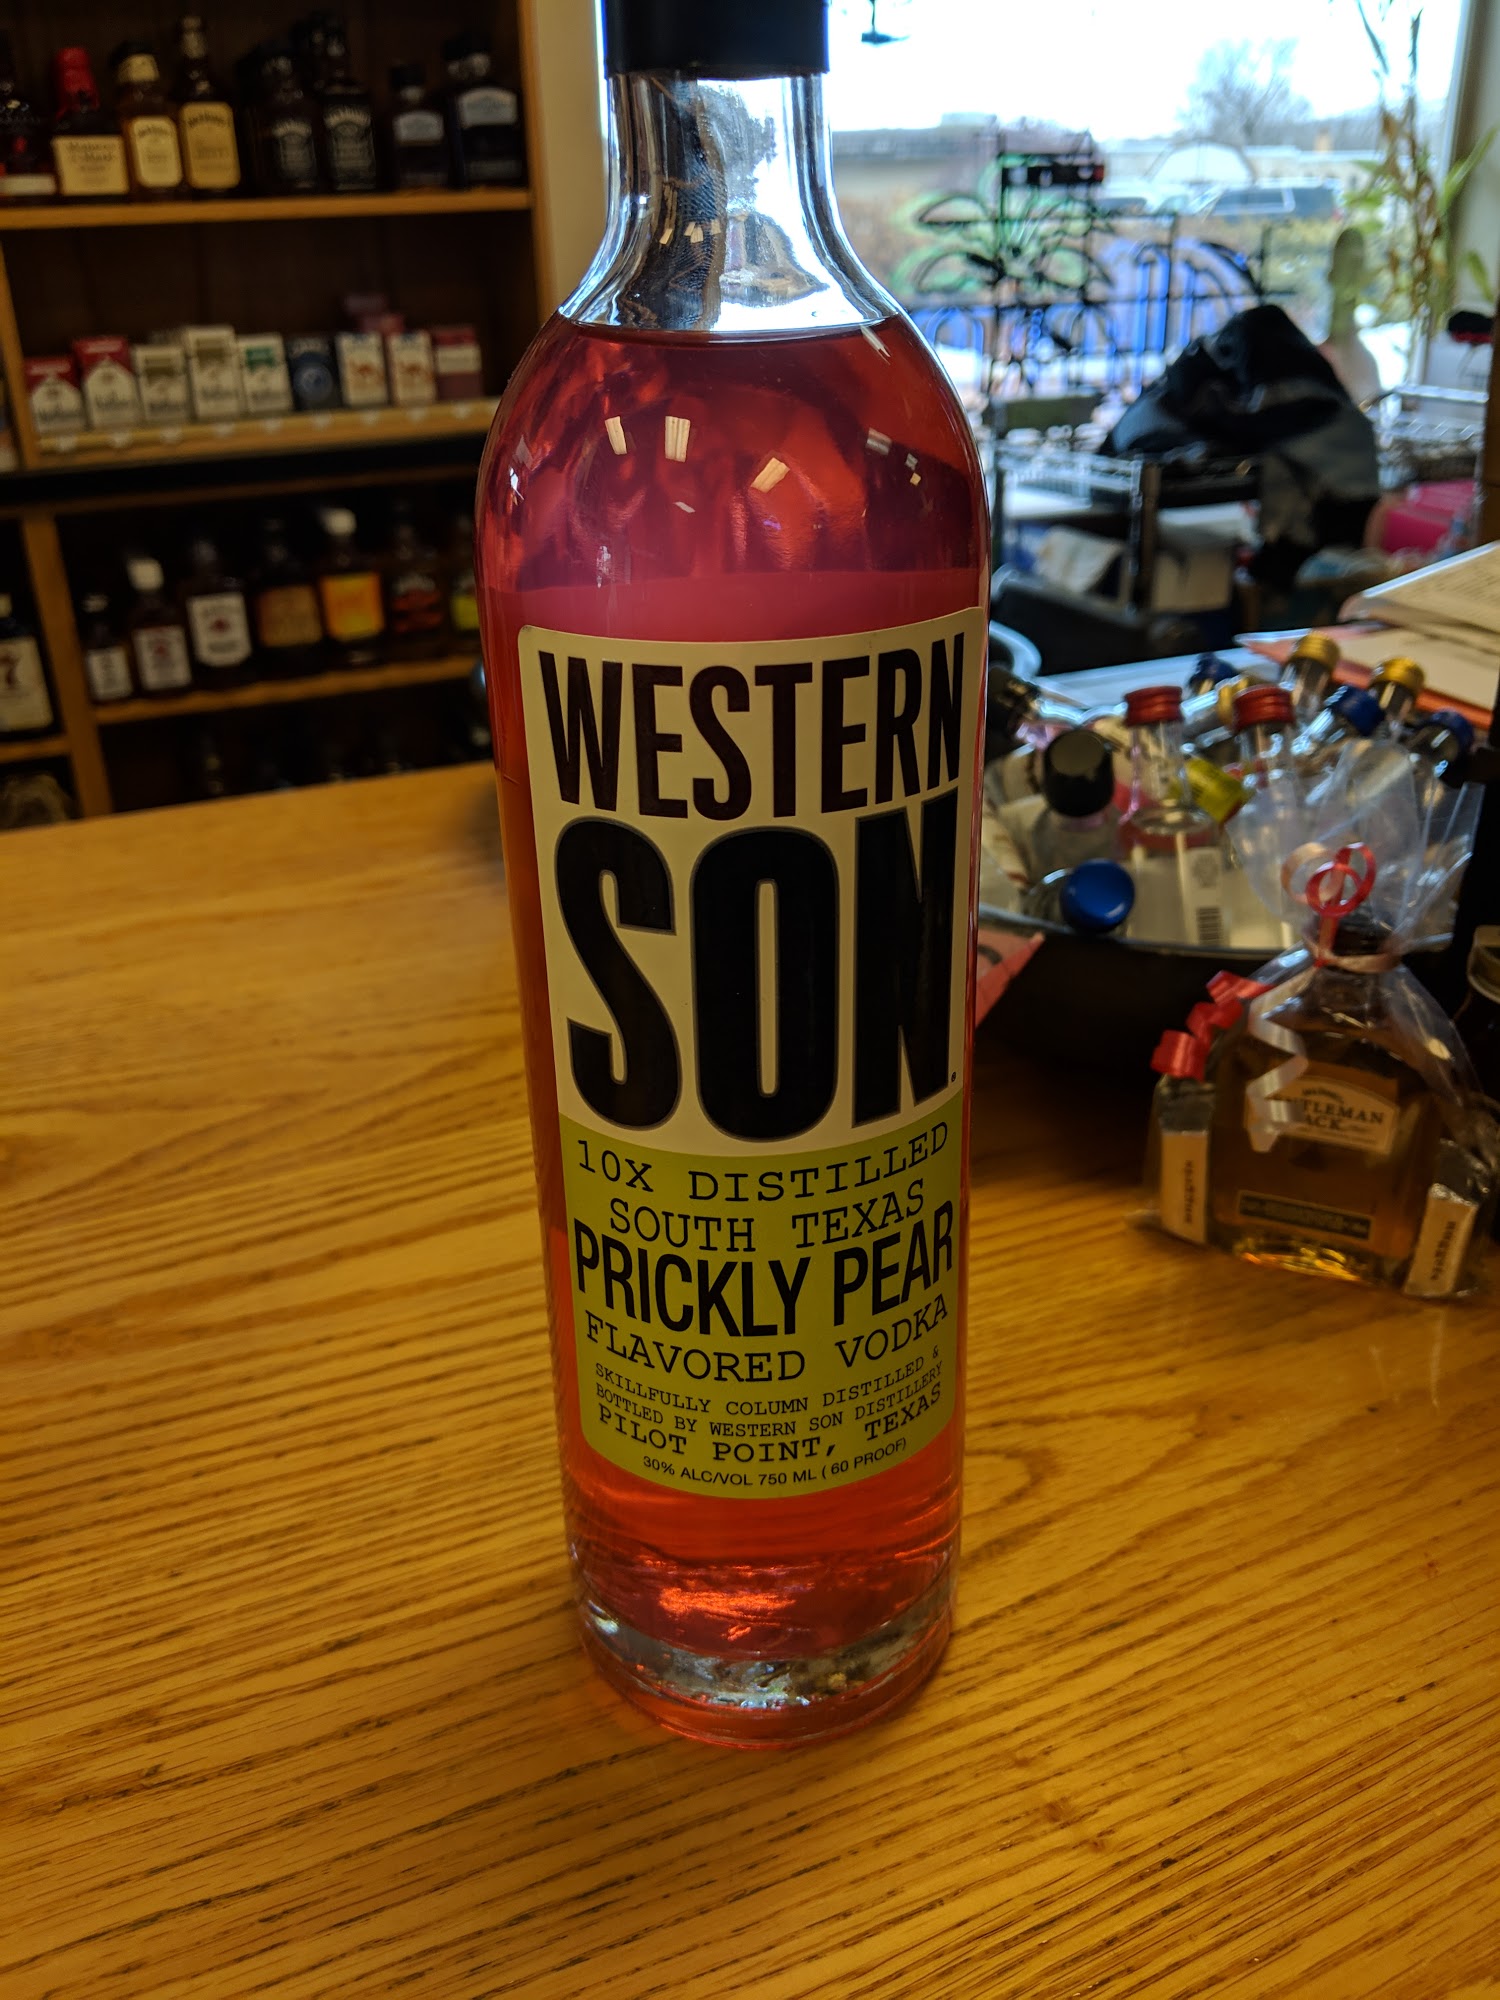 WESTERN
SON
10X DISTILLED
SOUTH TEXAS
PRICKLY PEAR
FLAVORED VODKA
SKILLFULLY COLUMN DISTILLED &
BOTTLED BY WESTERN SON DISTILLERY
PILOT POINT, TEXAS
30% ALC/VOL 750 ML ( 60 PROOF)
7